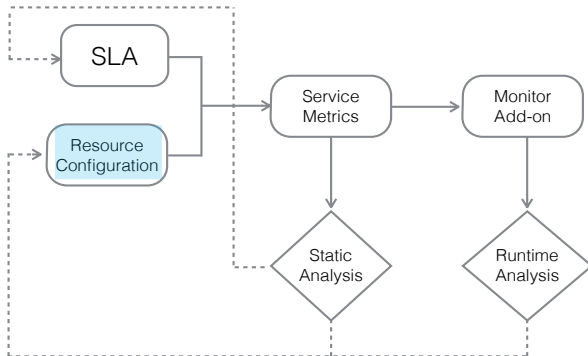 SLA
Service
Metrics
Monitor
Add-on
Resource
Configuration
Static
Analysis
Runtime
Analysis